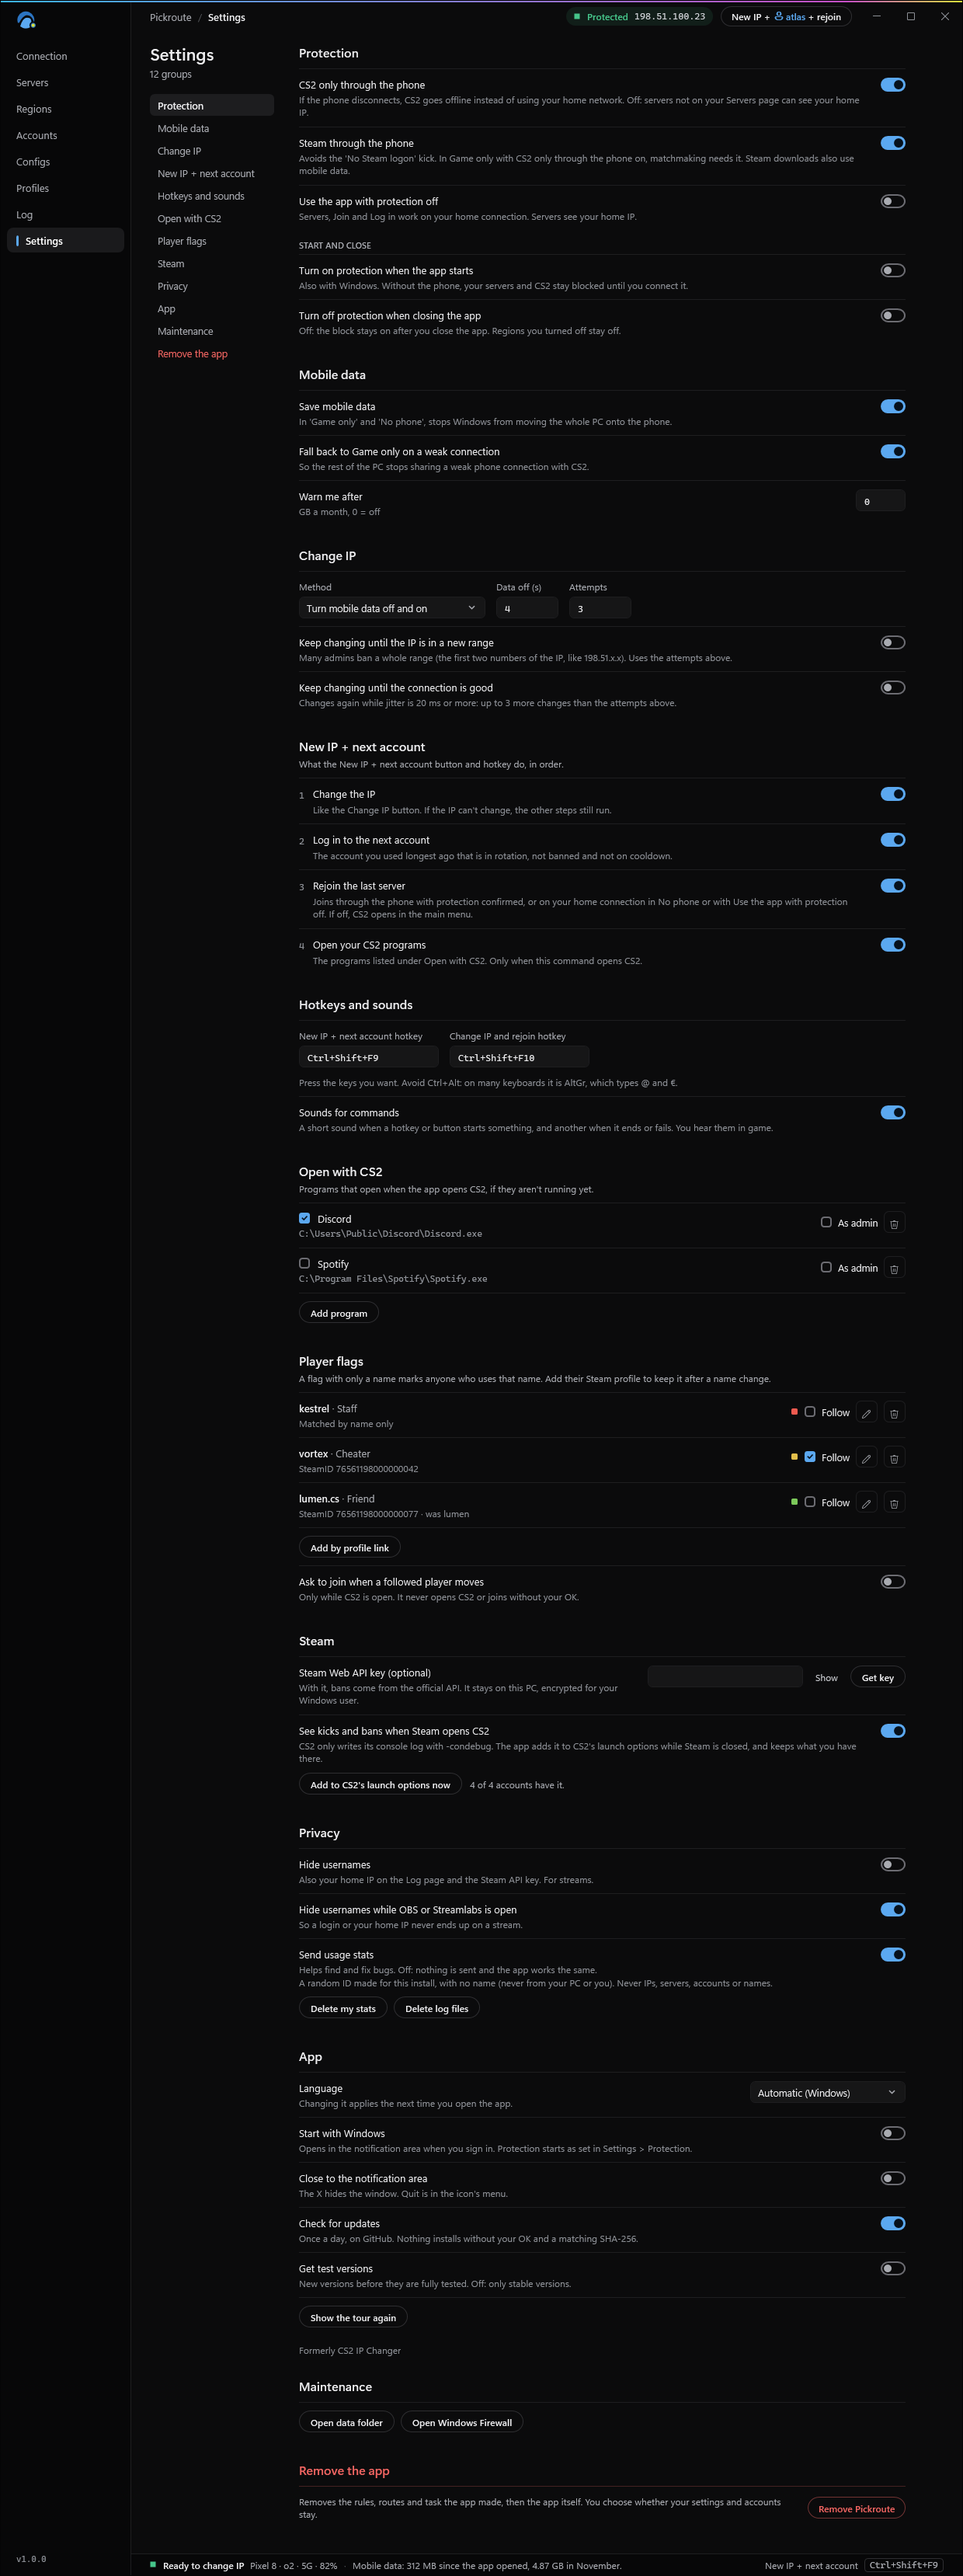 Pickroute / Settings
Protected 198.51.100.23
New IP + atlas + rejoin
Connection
Servers
Regions
Accounts
Configs
Profiles
Log
Settings
Settings
12 groups
Protection
Mobile data
Change IP
New IP + next account
Hotkeys and sounds
Open with CS2
Player flags
Steam
Privacy
App
Maintenance
Remove the app
Protection
CS2 only through the phone
If the phone disconnects, CS2 goes offline instead of using your home network. Off: servers not on your Servers page can see your home
IP.
Steam through the phone
Avoids the 'No Steam logon' kick. In Game only with CS2 only through the phone on, matchmaking needs it. Steam downloads also use
mobile data.
Use the app with protection off
Servers, Join and Log in work on your home connection. Servers see your home IP.
START AND CLOSE
Turn on protection when the app starts
Also with Windows. Without the phone, your servers and CS2 stay blocked until you connect it.
Turn off protection when closing the app
Off: the block stays on after you close the app. Regions you turned off stay off.
Mobile data
Save mobile data
In 'Game only' and 'No phone', stops Windows from moving the whole PC onto the phone.
Fall back to Game only on a weak connection
So the rest of the PC stops sharing a weak phone connection with CS2.
Warn me after
GB a month, 0 = off
0
Change IP
Method
Data off (s)
Attempts
Turn mobile data off and on
4
3
Keep changing until the IP is in a new range
Many admins ban a whole range (the first two numbers of the IP, like 198.51.x.x). Uses the attempts above.
Keep changing until the connection is good
Changes again while jitter is 20 ms or more: up to 3 more changes than the attempts above.
New IP + next account
What the New IP + next account button and hotkey do, in order.
1 Change the IP
Like the Change IP button. If the IP can't change, the other steps still run.
2 Log in to the next account
The account you used longest ago that is in rotation, not banned and not on cooldown.
3 Rejoin the last server
Joins through the phone with protection confirmed, or on your home connection in No phone or with Use the app with protection
off. If off, CS2 opens in the main menu.
4 Open your CS2 programs
The programs listed under Open with CS2. Only when this command opens CS2.
Hotkeys and sounds
New IP + next account hotkey
Change IP and rejoin hotkey
Ctrl+Shift+F9
Ctrl+Shift+F10
Press the keys you want. Avoid Ctrl+Alt: on many keyboards it is AltGr, which types @ and €.
Sounds for commands
A short sound when a hotkey or button starts something, and another when it ends or fails. You hear them in game.
Open with CS2
Programs that open when the app opens CS2, if they aren't running yet.
Discord
C:\Users\Public\Discord\Discord.exe
As admin
Spotify
C:\Program Files\Spotify\Spotify.exe
As admin
Add program
Player flags
A flag with only a name marks anyone who uses that name. Add their Steam profile to keep it after a name change.
kestrel · Staff
Matched by name only
Follow
vortex · Cheater
SteamID 76561198000000042
Follow
lumen.cs · Friend
SteamID 76561198000000077 · was lumen
Follow
Add by profile link
Ask to join when a followed player moves
Only while CS2 is open. It never opens CS2 or joins without your OK.
Steam
Steam Web API key (optional)
With it, bans come from the official API. It stays on this PC, encrypted for your
Windows user.
Show
Get key
See kicks and bans when Steam opens CS2
CS2 only writes its console log with -condebug. The app adds it to CS2's launch options while Steam is closed, and keeps what you have
there.
Add to CS2's launch options now
4 of 4 accounts have it.
Privacy
Hide usernames
Also your home IP on the Log page and the Steam API key. For streams.
Hide usernames while OBS or Streamlabs is open
So a login or your home IP never ends up on a stream.
Send usage stats
Helps find and fix bugs. Off: nothing is sent and the app works the same.
A random ID made for this install, with no name (never from your PC or you). Never IPs, servers, accounts or names.
Delete my stats
Delete log files
App
Language
Changing it applies the next time you open the app.
Automatic (Windows)
Start with Windows
Opens in the notification area when you sign in. Protection starts as set in Settings > Protection.
Close to the notification area
The X hides the window. Quit is in the icon's menu.
Check for updates
Once a day, on GitHub. Nothing installs without your OK and a matching SHA-256.
Get test versions
New versions before they are fully tested. Off: only stable versions.
Show the tour again
Formerly CS2 IP Changer
Maintenance
Open data folder
Open Windows Firewall
Remove the app
Removes the rules, routes and task the app made, then the app itself. You choose whether your settings and accounts
stay.
Remove Pickroute
v1.0.0
Ready to change IP Pixel 8 · o2 · 5G · 82% · Mobile data: 312 MB since the app opened, 4.87 GB in November.
New IP + next account Ctrl+Shift+F9